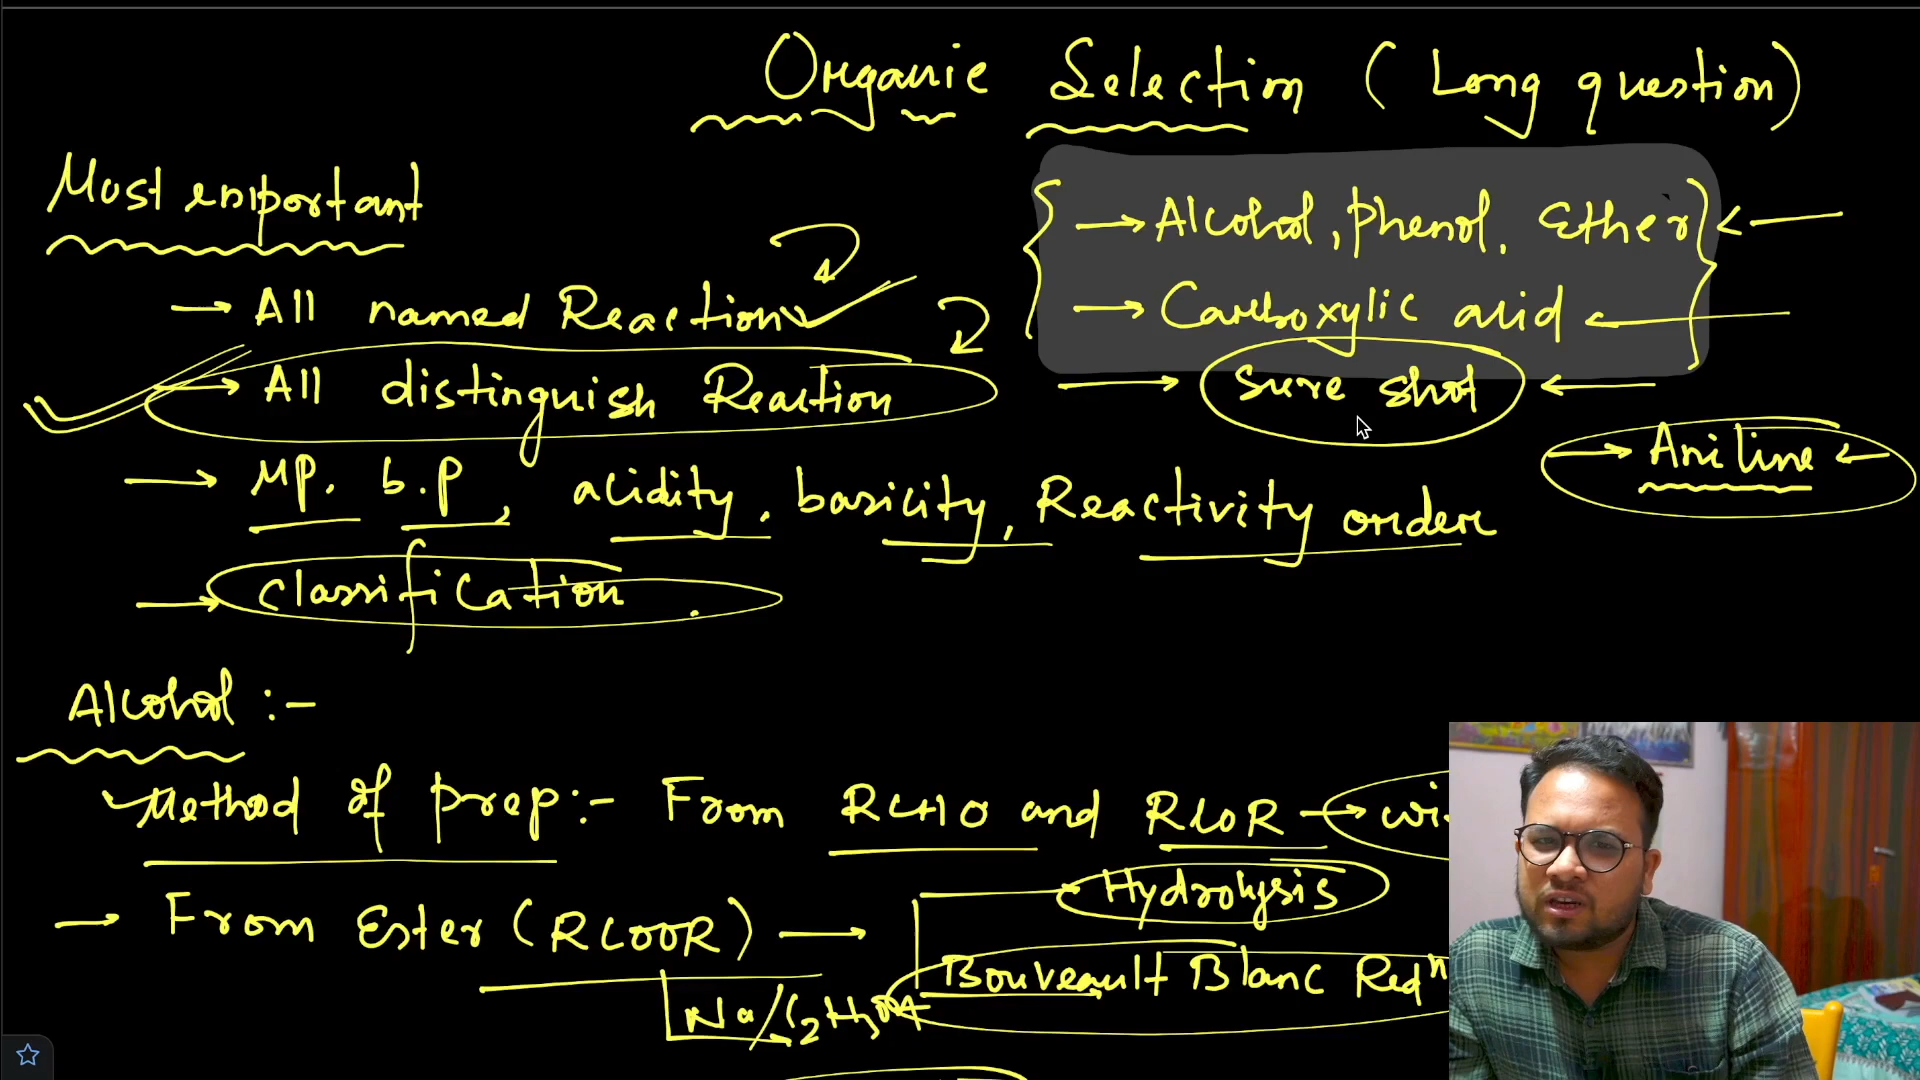 Organic Selection (Long question)
Most important
→ Alcohol, phenol, Ether
→ Carboxylic acid
→ All named Reaction
→ All distinguish Reaction
Sure shot
→ Aniline
→ MP, b.p, acidity, basicity, Reactivity order
→ Classification
Alcohol :-
Method of prep :- From RCHO and RCOR → wi
→ From Ester (RCOOR) → Hydrolysis
Bouveault Blanc Redⁿ
Na/C2H5OH